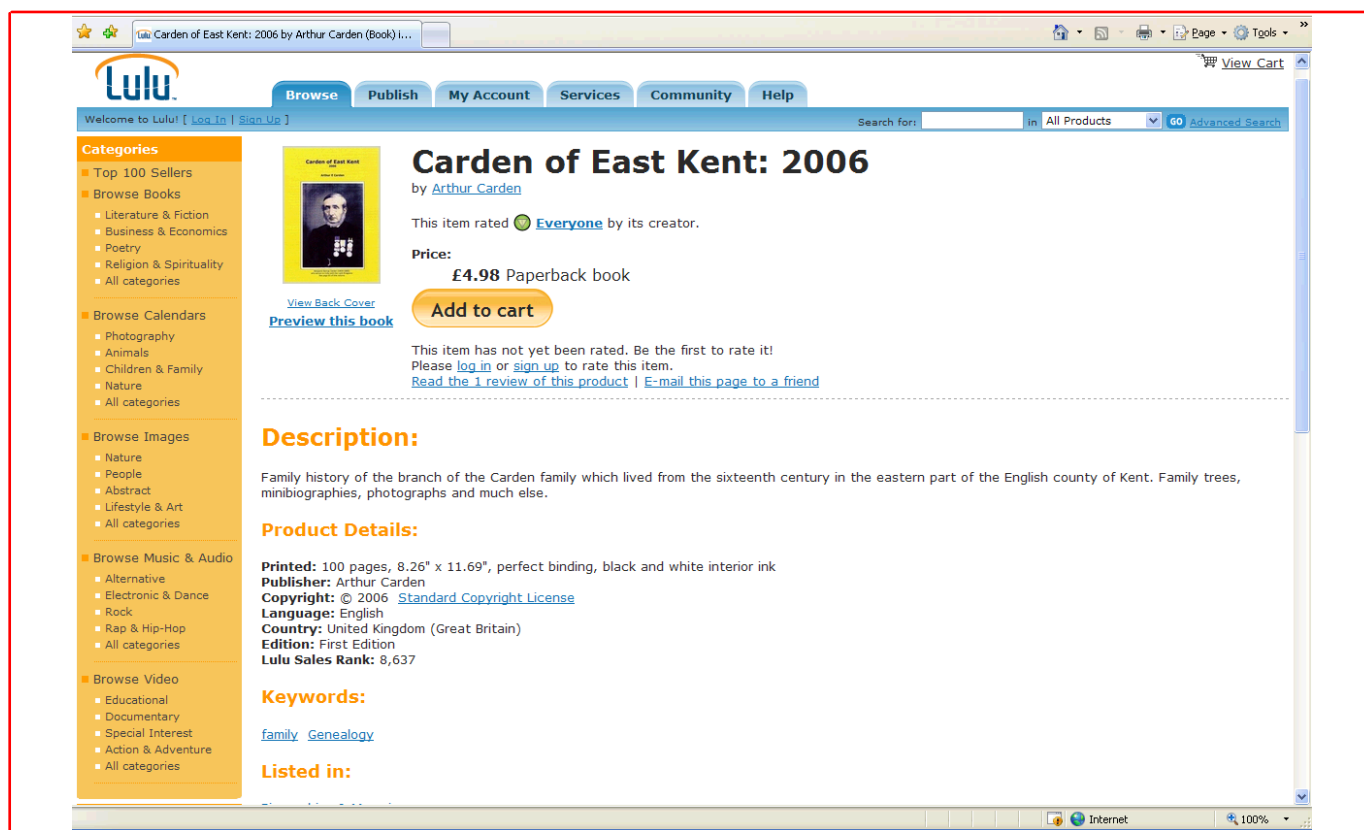 Carden of East Kent: 2006 by Arthur Carden (Book) i...
Page
Tools
»
View Cart
Lulu
Browse
Publish
My Account
Services
Community
Help
Welcome to Lulu! [ Log In | Sign Up ]
Search for:
in
All Products
GO
Advanced Search
Categories
Top 100 Sellers
Browse Books
Literature & Fiction
Business & Economics
Poetry
Religion & Spirituality
All categories
Browse Calendars
Photography
Animals
Children & Family
Nature
All categories
Browse Images
Nature
People
Abstract
Lifestyle & Art
All categories
Browse Music & Audio
Alternative
Electronic & Dance
Rock
Rap & Hip-Hop
All categories
Browse Video
Educational
Documentary
Special Interest
Action & Adventure
All categories
Carden of East Kent
View Back Cover
Preview this book
Carden of East Kent: 2006
by Arthur Carden
This item rated Everyone by its creator.
Price:
£4.98 Paperback book
Add to cart
This item has not yet been rated. Be the first to rate it!
Please log in or sign up to rate this item.
Read the 1 review of this product | E-mail this page to a friend
Description:
Family history of the branch of the Carden family which lived from the sixteenth century in the eastern part of the English county of Kent. Family trees,
minibiographies, photographs and much else.
Product Details:
Printed: 100 pages, 8.26" x 11.69", perfect binding, black and white interior ink
Publisher: Arthur Carden
Copyright: © 2006 Standard Copyright License
Language: English
Country: United Kingdom (Great Britain)
Edition: First Edition
Lulu Sales Rank: 8,637
Keywords:
family Genealogy
Listed in:
Internet
100%